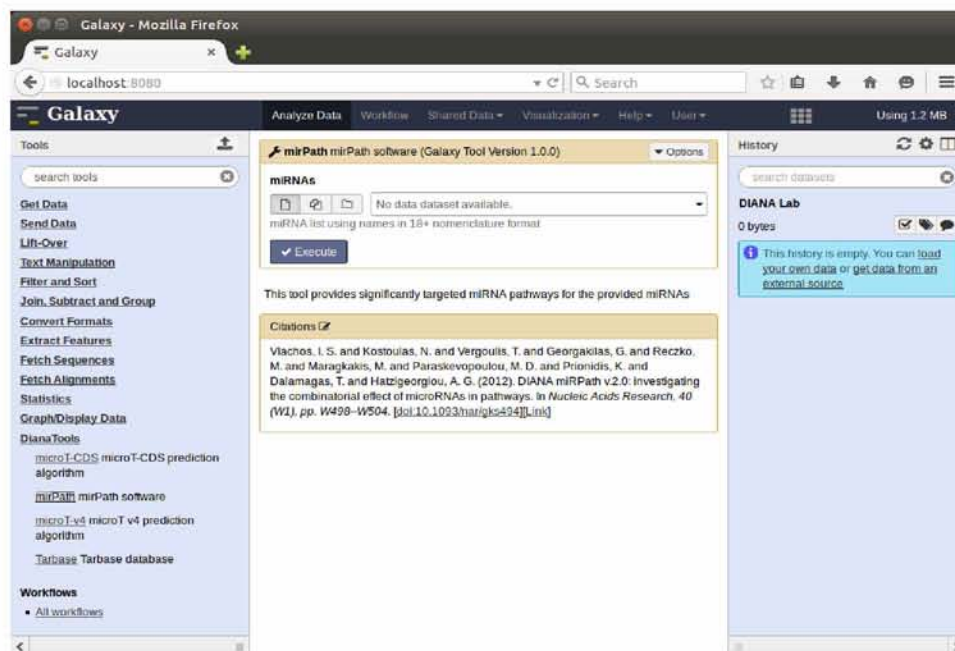 Galaxy - Mozilla Firefox
Galaxy
localhost:8080
Search
Galaxy
Analyze Data Workflow Shared Data Visualization Help User
Using 1.2 MB
Tools
search tools
Get Data
Send Data
Lift-Over
Text Manipulation
Filter and Sort
Join, Subtract and Group
Convert Formats
Extract Features
Fetch Sequences
Fetch Alignments
Statistics
Graph/Display Data
DianaTools
microT-CDS microT-CDS prediction
algorithm
mirPath mirPath software
microT-v4 microT v4 prediction
algorithm
Tarbase Tarbase database
Workflows
All workflows
mirPath mirPath software (Galaxy Tool Version 1.0.0)
Options
miRNAs
No data dataset available.
miRNA list using names in 18+ nomenclature format
Execute
This tool provides significantly targeted miRNA pathways for the provided miRNAs
Citations
Vlachos, I. S. and Kostoulas, N. and Vergoulis, T. and Georgakilas, G. and Reczko,
M. and Maragkakis, M. and Paraskevopoulou, M. D. and Prionidis, K. and
Dalamagas, T. and Hatzigeorgiou, A. G. (2012). DIANA miRPath v.2.0: investigating
the combinatorial effect of microRNAs in pathways. In Nucleic Acids Research, 40
(W1), pp. W498–W504. [doi:10.1093/nar/gks494][Link]
History
search datasets
DIANA Lab
0 bytes
This history is empty. You can load
your own data or get data from an
external source